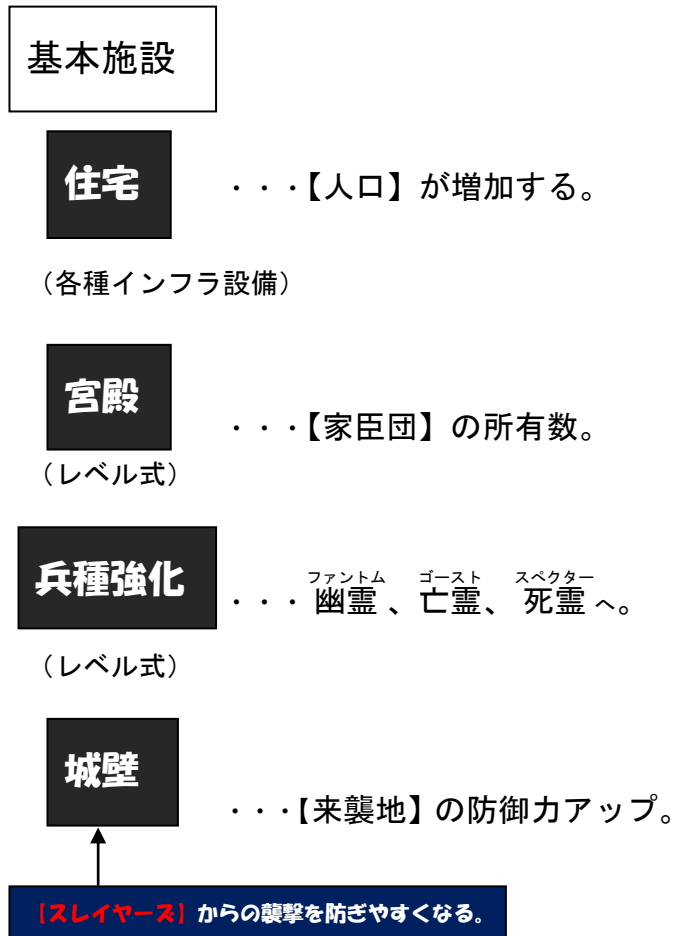 基本施設
住宅 ・・・【人口】が増加する。
（各種インフラ設備）
宮殿 ・・・【家臣団】の所有数。
（レベル式）
ファントム ゴースト スペクター
兵種強化 ・・・幽霊、亡霊、死霊へ。
（レベル式）
城壁 ・・・【来襲地】の防御力アップ。
【スレイヤーズ】からの襲撃を防ぎやすくなる。